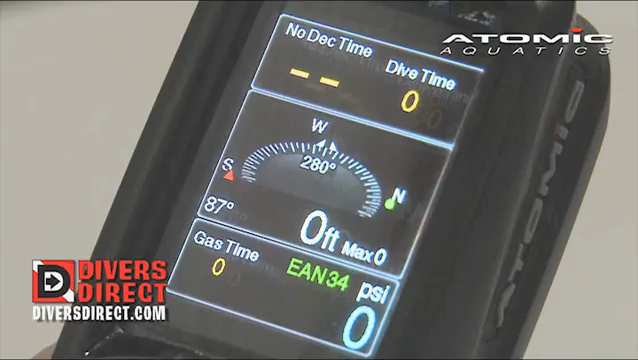 ATOMIC
AQUATICS
No Dec Time
Dive Time
-- 0
W
280°
S
N
87°
0ft Max 0
Gas Time
0 EAN34 psi
0
DIVERS
DIRECT
DIVERSDIRECT.COM
ATOMIC